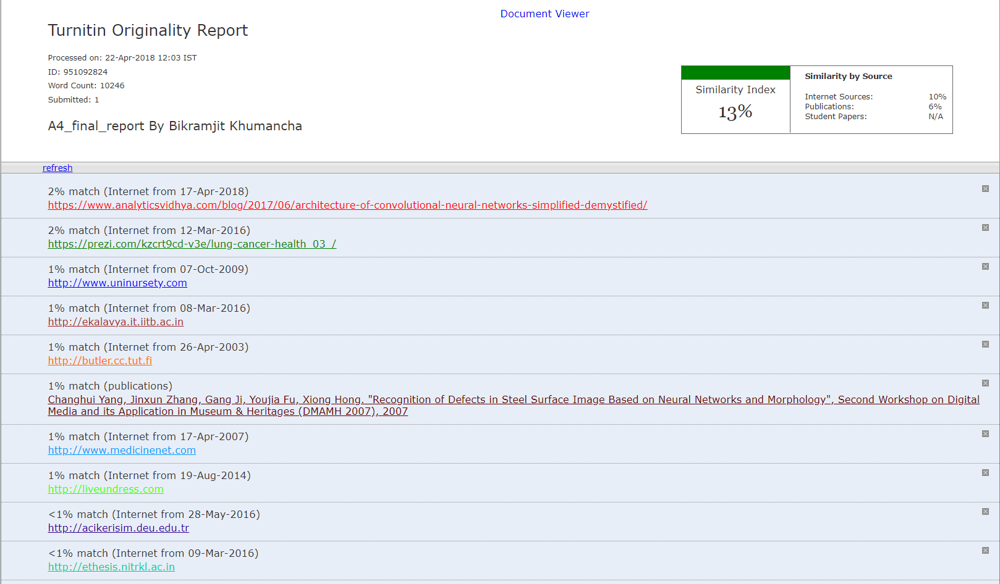 Document Viewer
Turnitin Originality Report
Processed on: 22-Apr-2018 12:03 IST
ID: 951092824
Word Count: 10246
Submitted: 1
A4_final_report By Bikramjit Khumancha
Similarity Index
13%
Similarity by Source
Internet Sources: 10%
Publications: 6%
Student Papers: N/A
refresh
2% match (Internet from 17-Apr-2018)
https://www.analyticsvidhya.com/blog/2017/06/architecture-of-convolutional-neural-networks-simplified-demystified/
2% match (Internet from 12-Mar-2016)
https://prezi.com/kzcrt9cd-v3e/lung-cancer-health_03_/
1% match (Internet from 07-Oct-2009)
http://www.uninursety.com
1% match (Internet from 08-Mar-2016)
http://ekalavya.it.iitb.ac.in
1% match (Internet from 26-Apr-2003)
http://butler.cc.tut.fi
1% match (publications)
Changhui Yang, Jinxun Zhang, Gang Ji, Youjia Fu, Xiong Hong. "Recognition of Defects in Steel Surface Image Based on Neural Networks and Morphology", Second Workshop on Digital
Media and its Application in Museum & Heritages (DMAMH 2007), 2007
1% match (Internet from 17-Apr-2007)
http://www.medicinenet.com
1% match (Internet from 19-Aug-2014)
http://liveundress.com
<1% match (Internet from 28-May-2016)
http://acikerisim.deu.edu.tr
<1% match (Internet from 09-Mar-2016)
http://ethesis.nitrkl.ac.in